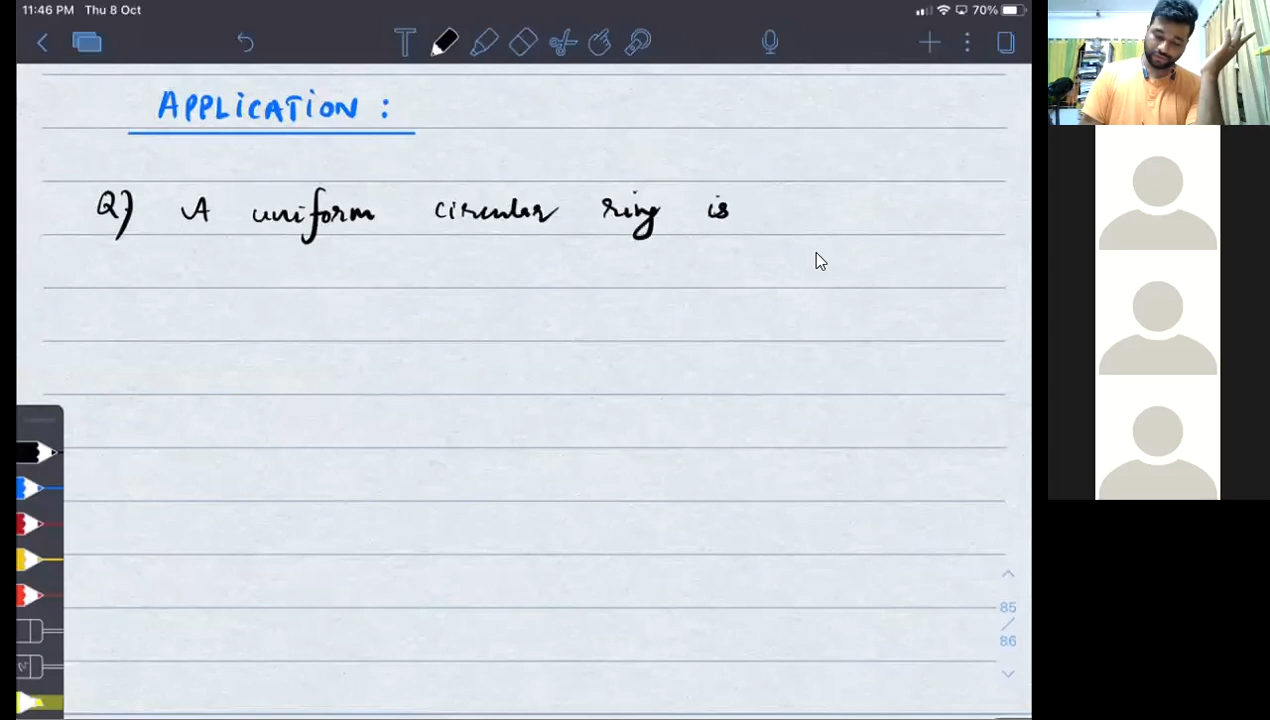 11:46 PM Thu 8 Oct 70%
APPLICATION :
Q) A uniform circular ring is
85
/
86